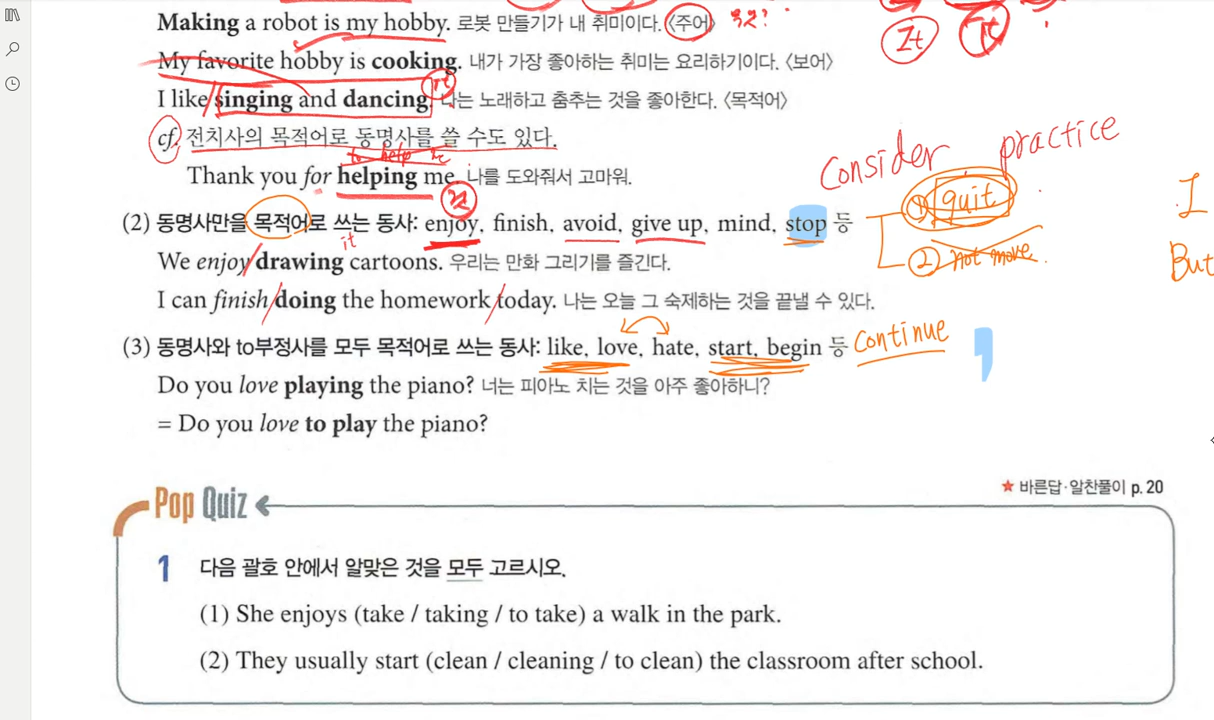 It It
Making a robot is my hobby. 로봇 만들기가 내 취미이다. 〈주어〉 것?
My favorite hobby is cooking. 내가 가장 좋아하는 취미는 요리하기이다. 〈보어〉
I like singing and dancing. 나는 노래하고 춤추는 것을 좋아한다. 〈목적어〉
cf. 전치사의 목적어로 동명사를 쓸 수도 있다.
to help
Thank you for helping me. 나를 도와줘서 고마워.
것
Consider practice
(2) 동명사만을 목적어로 쓰는 동사: enjoy, finish, avoid, give up, mind, stop 등
① quit
② not move
it
I
But
We enjoy drawing cartoons. 우리는 만화 그리기를 즐긴다.
I can finish doing the homework today. 나는 오늘 그 숙제하는 것을 끝낼 수 있다.
(3) 동명사와 to부정사를 모두 목적어로 쓰는 동사: like, love, hate, start, begin 등 continue
Do you love playing the piano? 너는 피아노 치는 것을 아주 좋아하니?
= Do you love to play the piano?
★ 바른답·알찬풀이 p. 20
Pop Quiz
1 다음 괄호 안에서 알맞은 것을 모두 고르시오.
(1) She enjoys (take / taking / to take) a walk in the park.
(2) They usually start (clean / cleaning / to clean) the classroom after school.